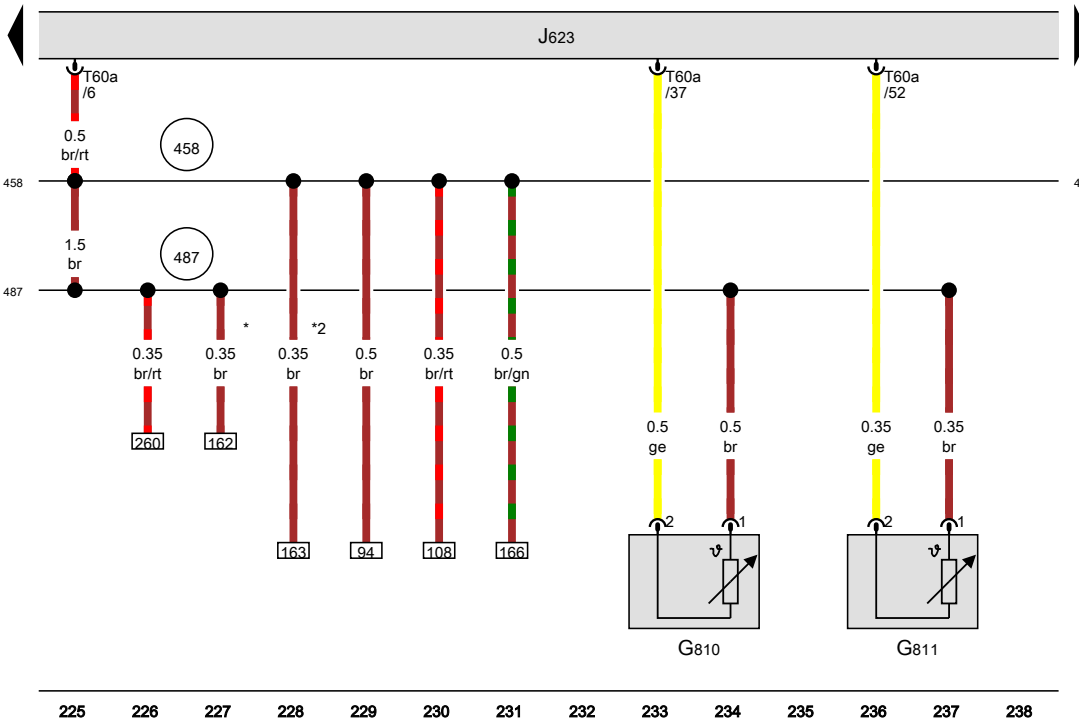 J623
T60a
/6
T60a
/37
T60a
/52
0.5
br/rt
458
458
4
1.5
br
487
487
*
*2
0.35
br/rt
0.35
br
0.35
br
0.5
br
0.35
br/rt
0.5
br/gn
0.5
ge
0.5
br
0.35
ge
0.35
br
260
162
163
94
108
166
2
1
2
1
ϑ
ϑ
G810
G811
225 226 227 228 229 230 231 232 233 234 235 236 237 238